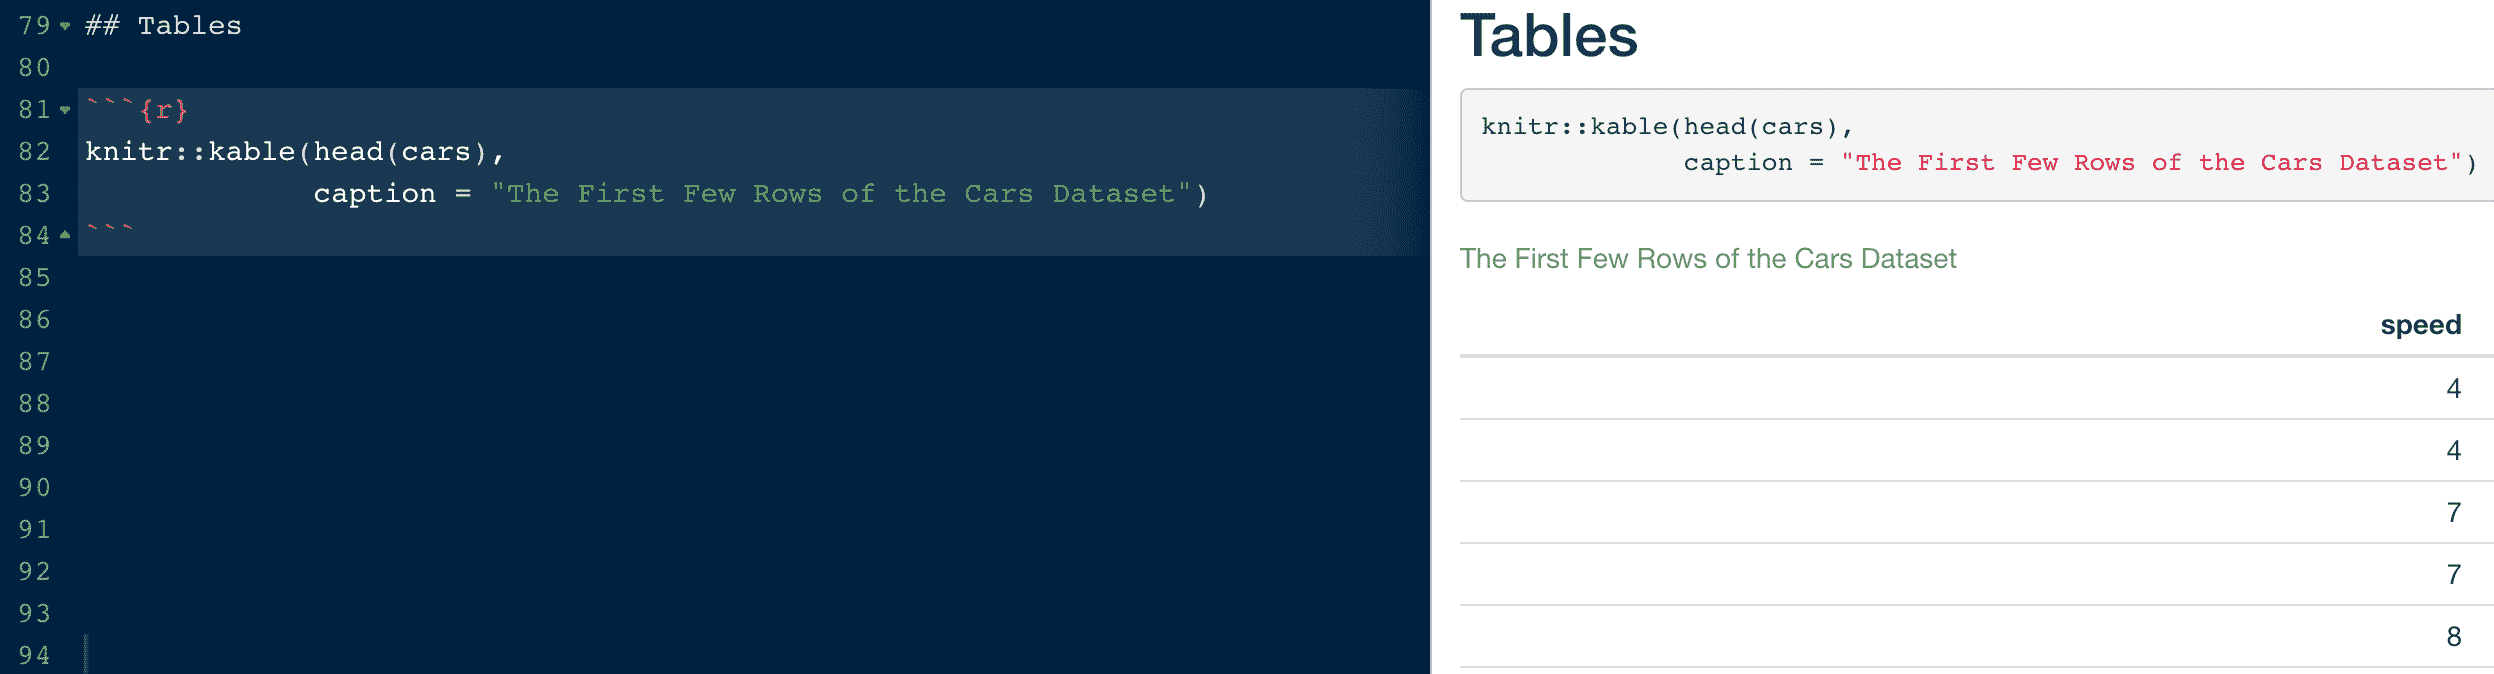 79 ## Tables
80
81 ```{r}
82 knitr::kable(head(cars),
83 caption = "The First Few Rows of the Cars Dataset")
84 ```
85
86
87
88
89
90
91
92
93
94
Tables
knitr::kable(head(cars),
caption = "The First Few Rows of the Cars Dataset")
The First Few Rows of the Cars Dataset
speed
4
4
7
7
8